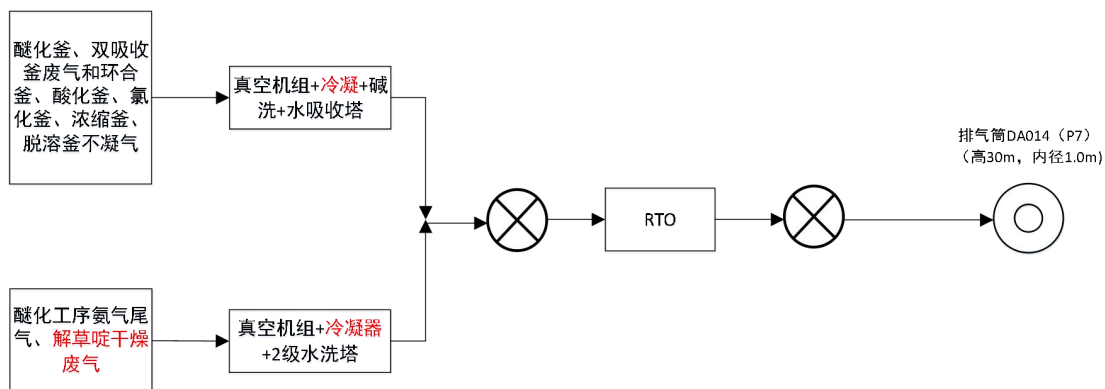 醚化釜、双吸收
釜废气和环合
釜、酸化釜、氯
化釜、浓缩釜、
脱溶釜不凝气
真空机组+冷凝+碱
洗+水吸收塔
排气筒DA014（P7）
（高30m，内径1.0m)
RTO
醚化工序氨气尾
气、解草啶干燥
废气
真空机组+冷凝器
+2级水洗塔